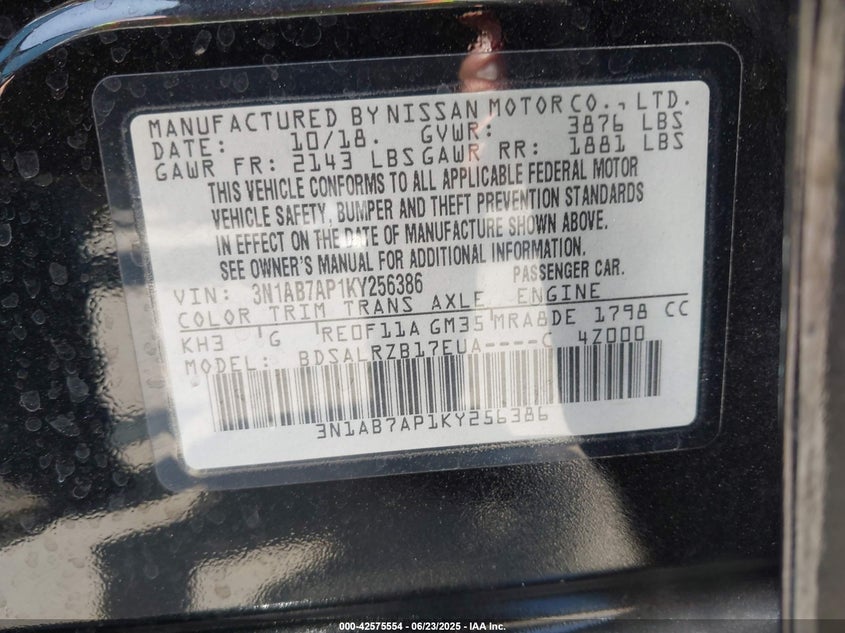 MANUFACTURED BY NISSAN MOTOR CO., LTD.
DATE: 10/18. GVWR: 3876 LBS
GAWR FR: 2143 LBS GAWR RR: 1881 LBS
THIS VEHICLE CONFORMS TO ALL APPLICABLE FEDERAL MOTOR
VEHICLE SAFETY, BUMPER AND THEFT PREVENTION STANDARDS
IN EFFECT ON THE DATE OF MANUFACTURE SHOWN ABOVE.
SEE OWNER'S MANUAL FOR ADDITIONAL INFORMATION.
VIN: 3N1AB7AP1KY256386 PASSENGER CAR.
COLOR TRIM TRANS AXLE ENGINE
KH3 G RE0F11A GM35 MRA8DE 1798 CC
MODEL: BDSALRZB17EUA----C 4Z000
3N1AB7AP1KY256386
000-42575554 - 06/23/2025 - IAA Inc.